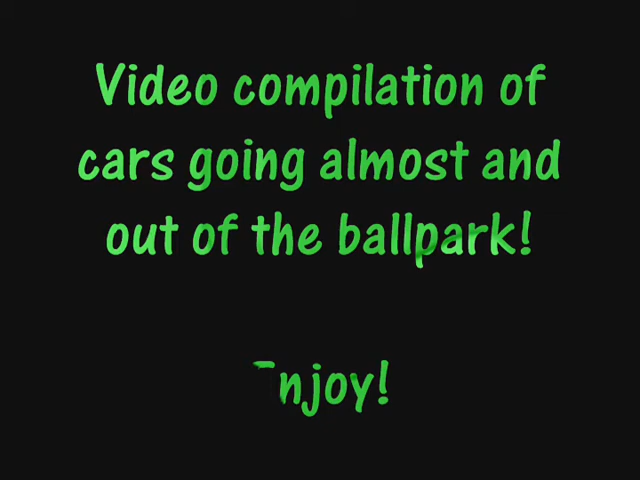 Video compilation of
cars going almost and
out of the ballpark!
Enjoy!